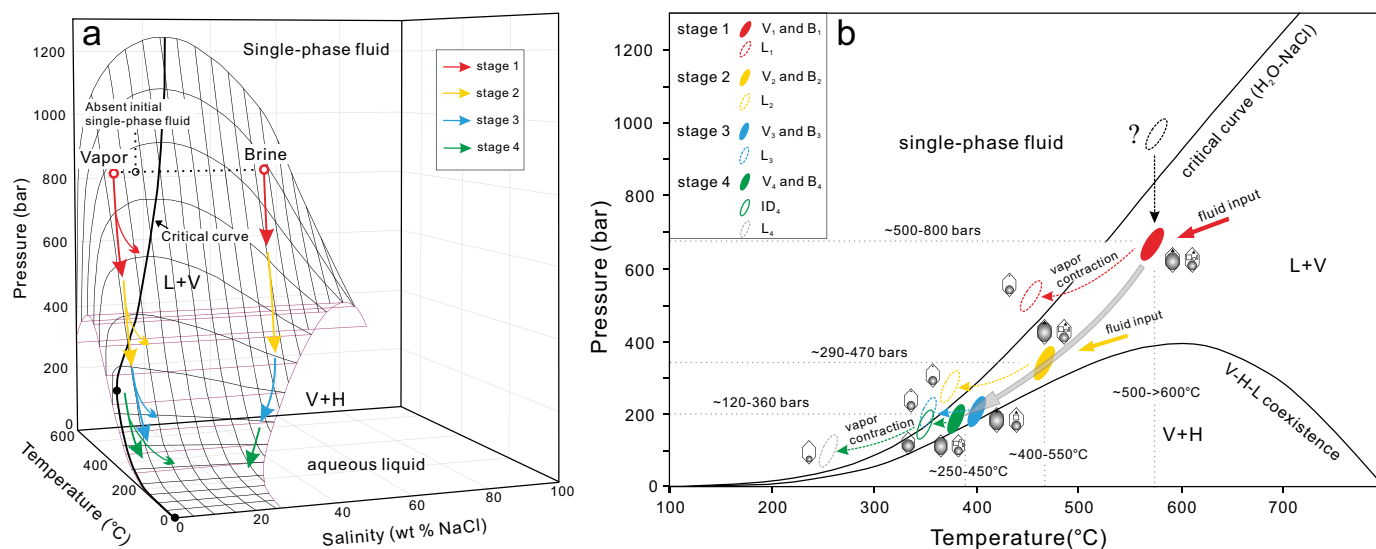 a
Single-phase fluid
1200
1000
800
600
400
200
0
Pressure (bar)
Absent initial
single-phase fluid
Vapor
Brine
Critical curve
L+V
V+H
aqueous liquid
stage 1
stage 2
stage 3
stage 4
600
400
200
0
Temperature (°C)
0
20
40
60
80
100
Salinity (wt % NaCl)
b
stage 1
V₁ and B₁
L₁
stage 2
V₂ and B₂
L₂
stage 3
V₃ and B₃
L₃
stage 4
V₄ and B₄
ID₄
L₄
1200
1000
800
600
400
200
0
Pressure (bar)
single-phase fluid
?
critical curve (H₂O-NaCl)
fluid input
~500-800 bars
vapor
contraction
L+V
fluid input
~290-470 bars
~120-360 bars
vapor
contraction
~500->600°C
~400-550°C
~250-450°C
V+H
V-H-L coexistence
100
200
300
400
500
600
700
Temperature(°C)